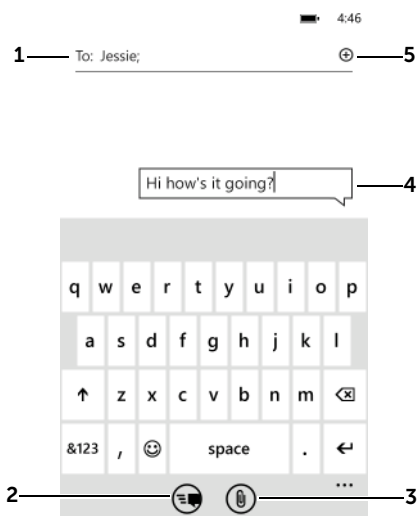 4:46
1 To: Jessie; 5
Hi how's it going? 4
q w e r t y u i o p
a s d f g h j k l
z x c v b n m
&123 , space .
2 3